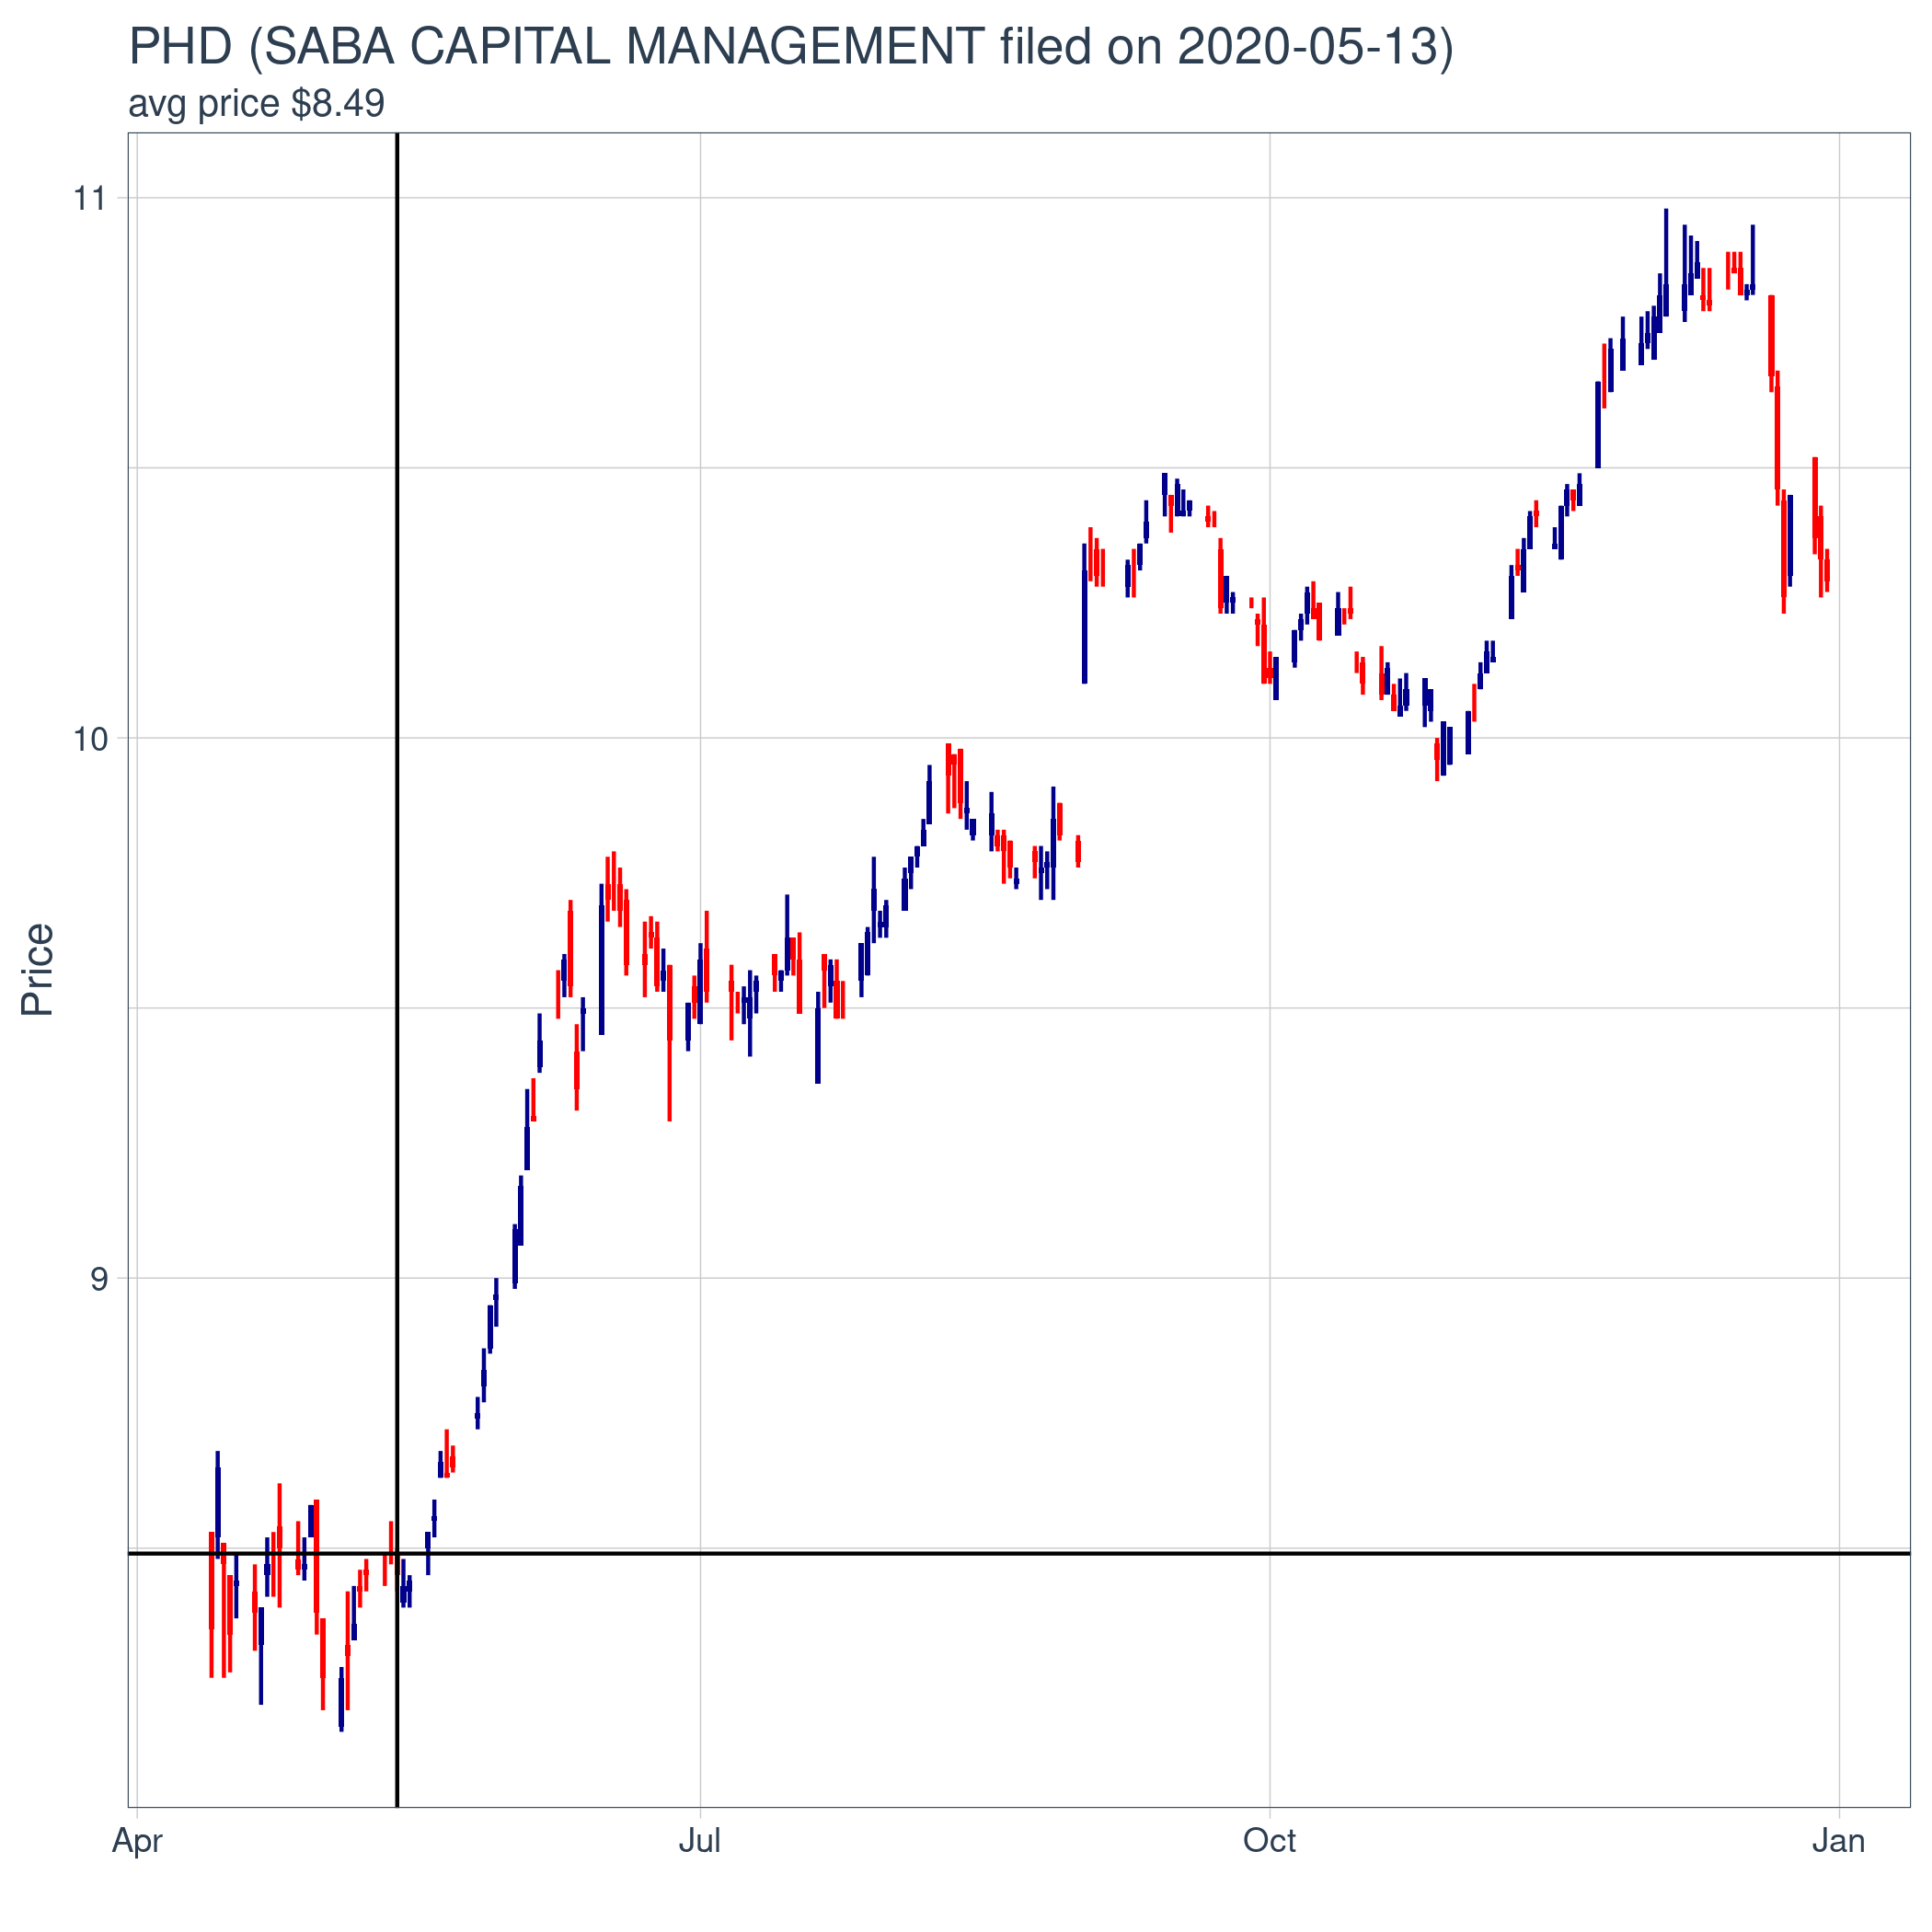 PHD (SABA CAPITAL MANAGEMENT filed on 2020-05-13)
avg price $8.49
11
10
9
Price
Apr Jul Oct Jan